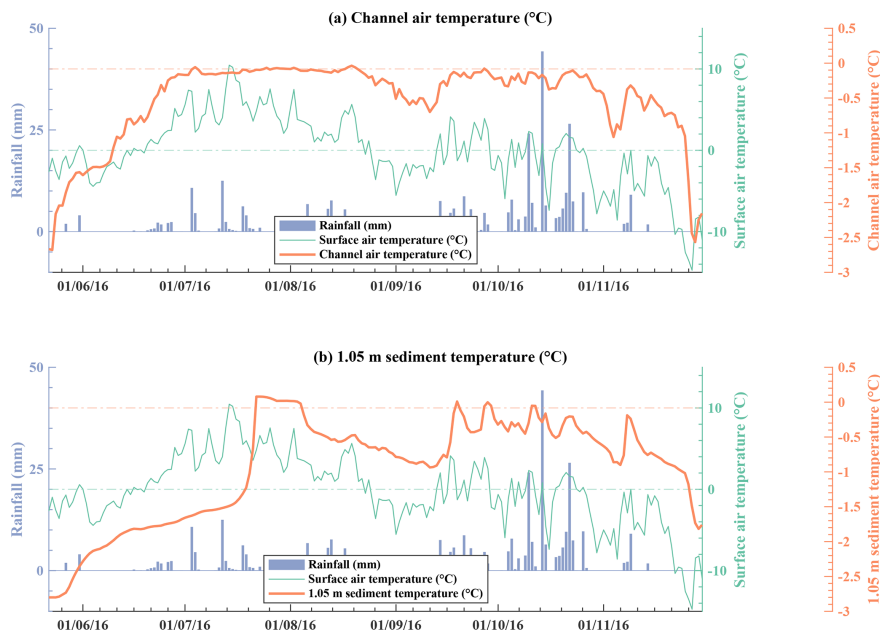 (a) Channel air temperature (°C)
50
25
0
Rainfall (mm)
10
0
-10
Surface air temperature (°C)
0.5
0
-0.5
-1
-1.5
-2
-2.5
-3
Channel air temperature (°C)
Rainfall (mm)
Surface air temperature (°C)
Channel air temperature (°C)
01/06/16 01/07/16 01/08/16 01/09/16 01/10/16 01/11/16
(b) 1.05 m sediment temperature (°C)
50
25
0
Rainfall (mm)
10
0
-10
Surface air temperature (°C)
0.5
0
-0.5
-1
-1.5
-2
-2.5
-3
1.05 m sediment temperature (°C)
Rainfall (mm)
Surface air temperature (°C)
1.05 m sediment temperature (°C)
01/06/16 01/07/16 01/08/16 01/09/16 01/10/16 01/11/16